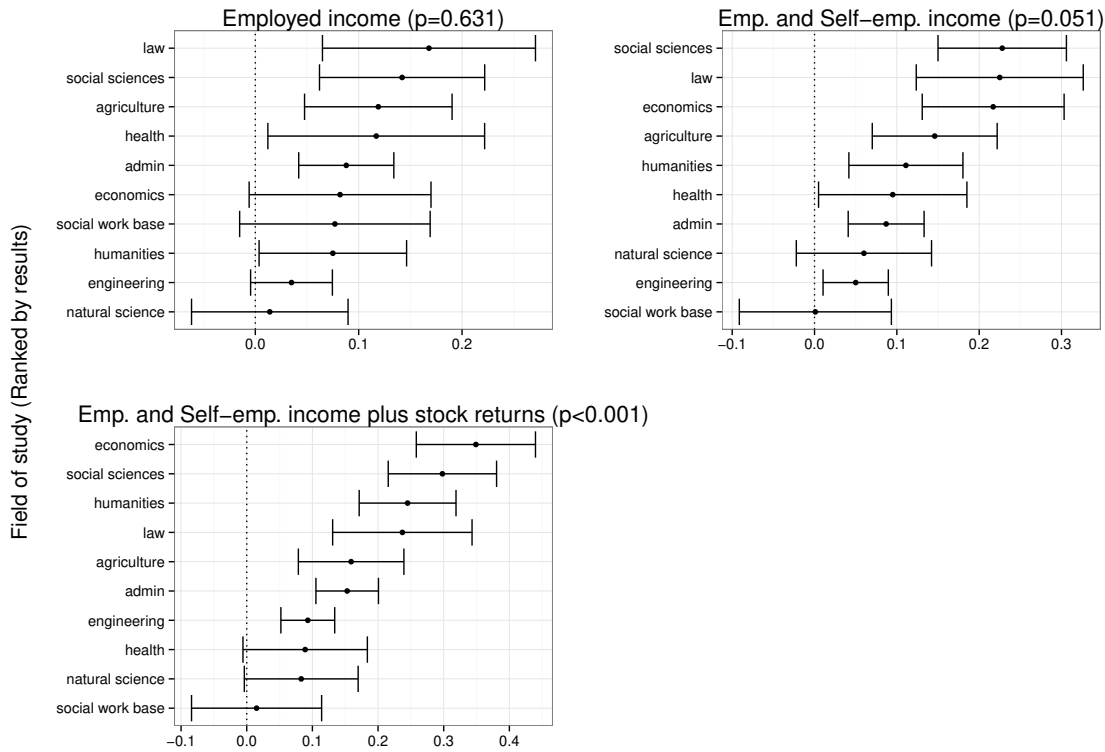 Field of study (Ranked by results)
Employed income (p=0.631)
law
social sciences
agriculture
health
admin
economics
social work base
humanities
engineering
natural science
0.0 0.1 0.2
Emp. and Self−emp. income (p=0.051)
social sciences
law
economics
agriculture
humanities
health
admin
natural science
engineering
social work base
−0.1 0.0 0.1 0.2 0.3
Emp. and Self−emp. income plus stock returns (p<0.001)
economics
social sciences
humanities
law
agriculture
admin
engineering
health
natural science
social work base
−0.1 0.0 0.1 0.2 0.3 0.4